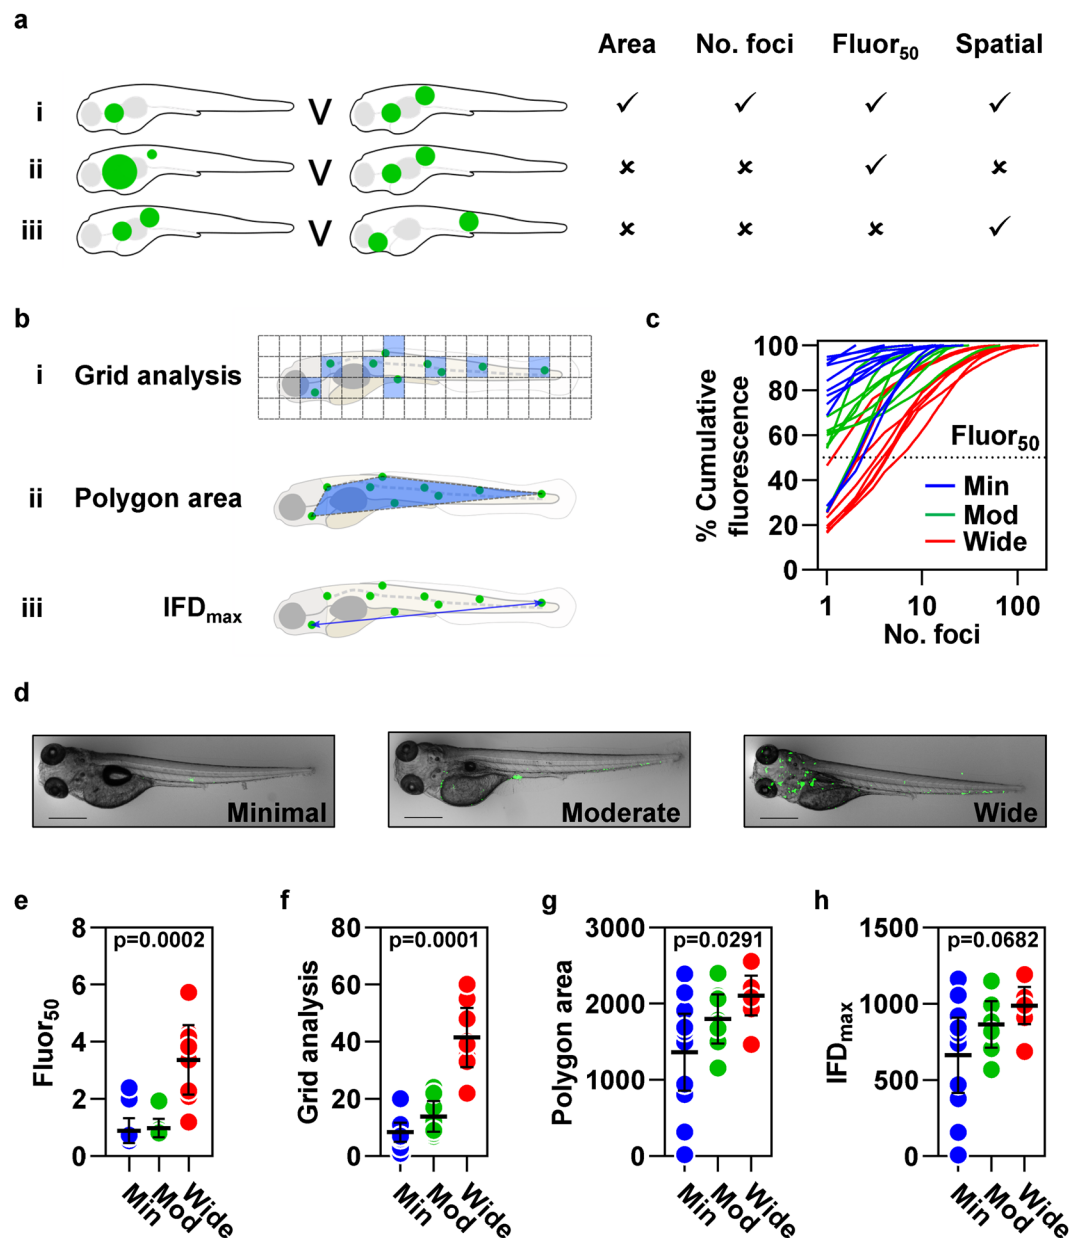 a
Area No. foci Fluor50 Spatial
i V ✓ ✓ ✓ ✓
ii V ✗ ✗ ✓ ✗
iii V ✗ ✗ ✗ ✓
b
i Grid analysis
ii Polygon area
iii IFDmax
c
% Cumulative
fluorescence
100
80
60
40
20
0
Fluor50
Min
Mod
Wide
1 10 100
No. foci
d
Minimal
Moderate
Wide
e
Fluor50
8
6
4
2
0
p=0.0002
Min Mod Wide
f
Grid analysis
80
60
40
20
0
p=0.0001
Min Mod Wide
g
Polygon area
3000
2000
1000
0
p=0.0291
Min Mod Wide
h
IFDmax
1500
1000
500
0
p=0.0682
Min Mod Wide